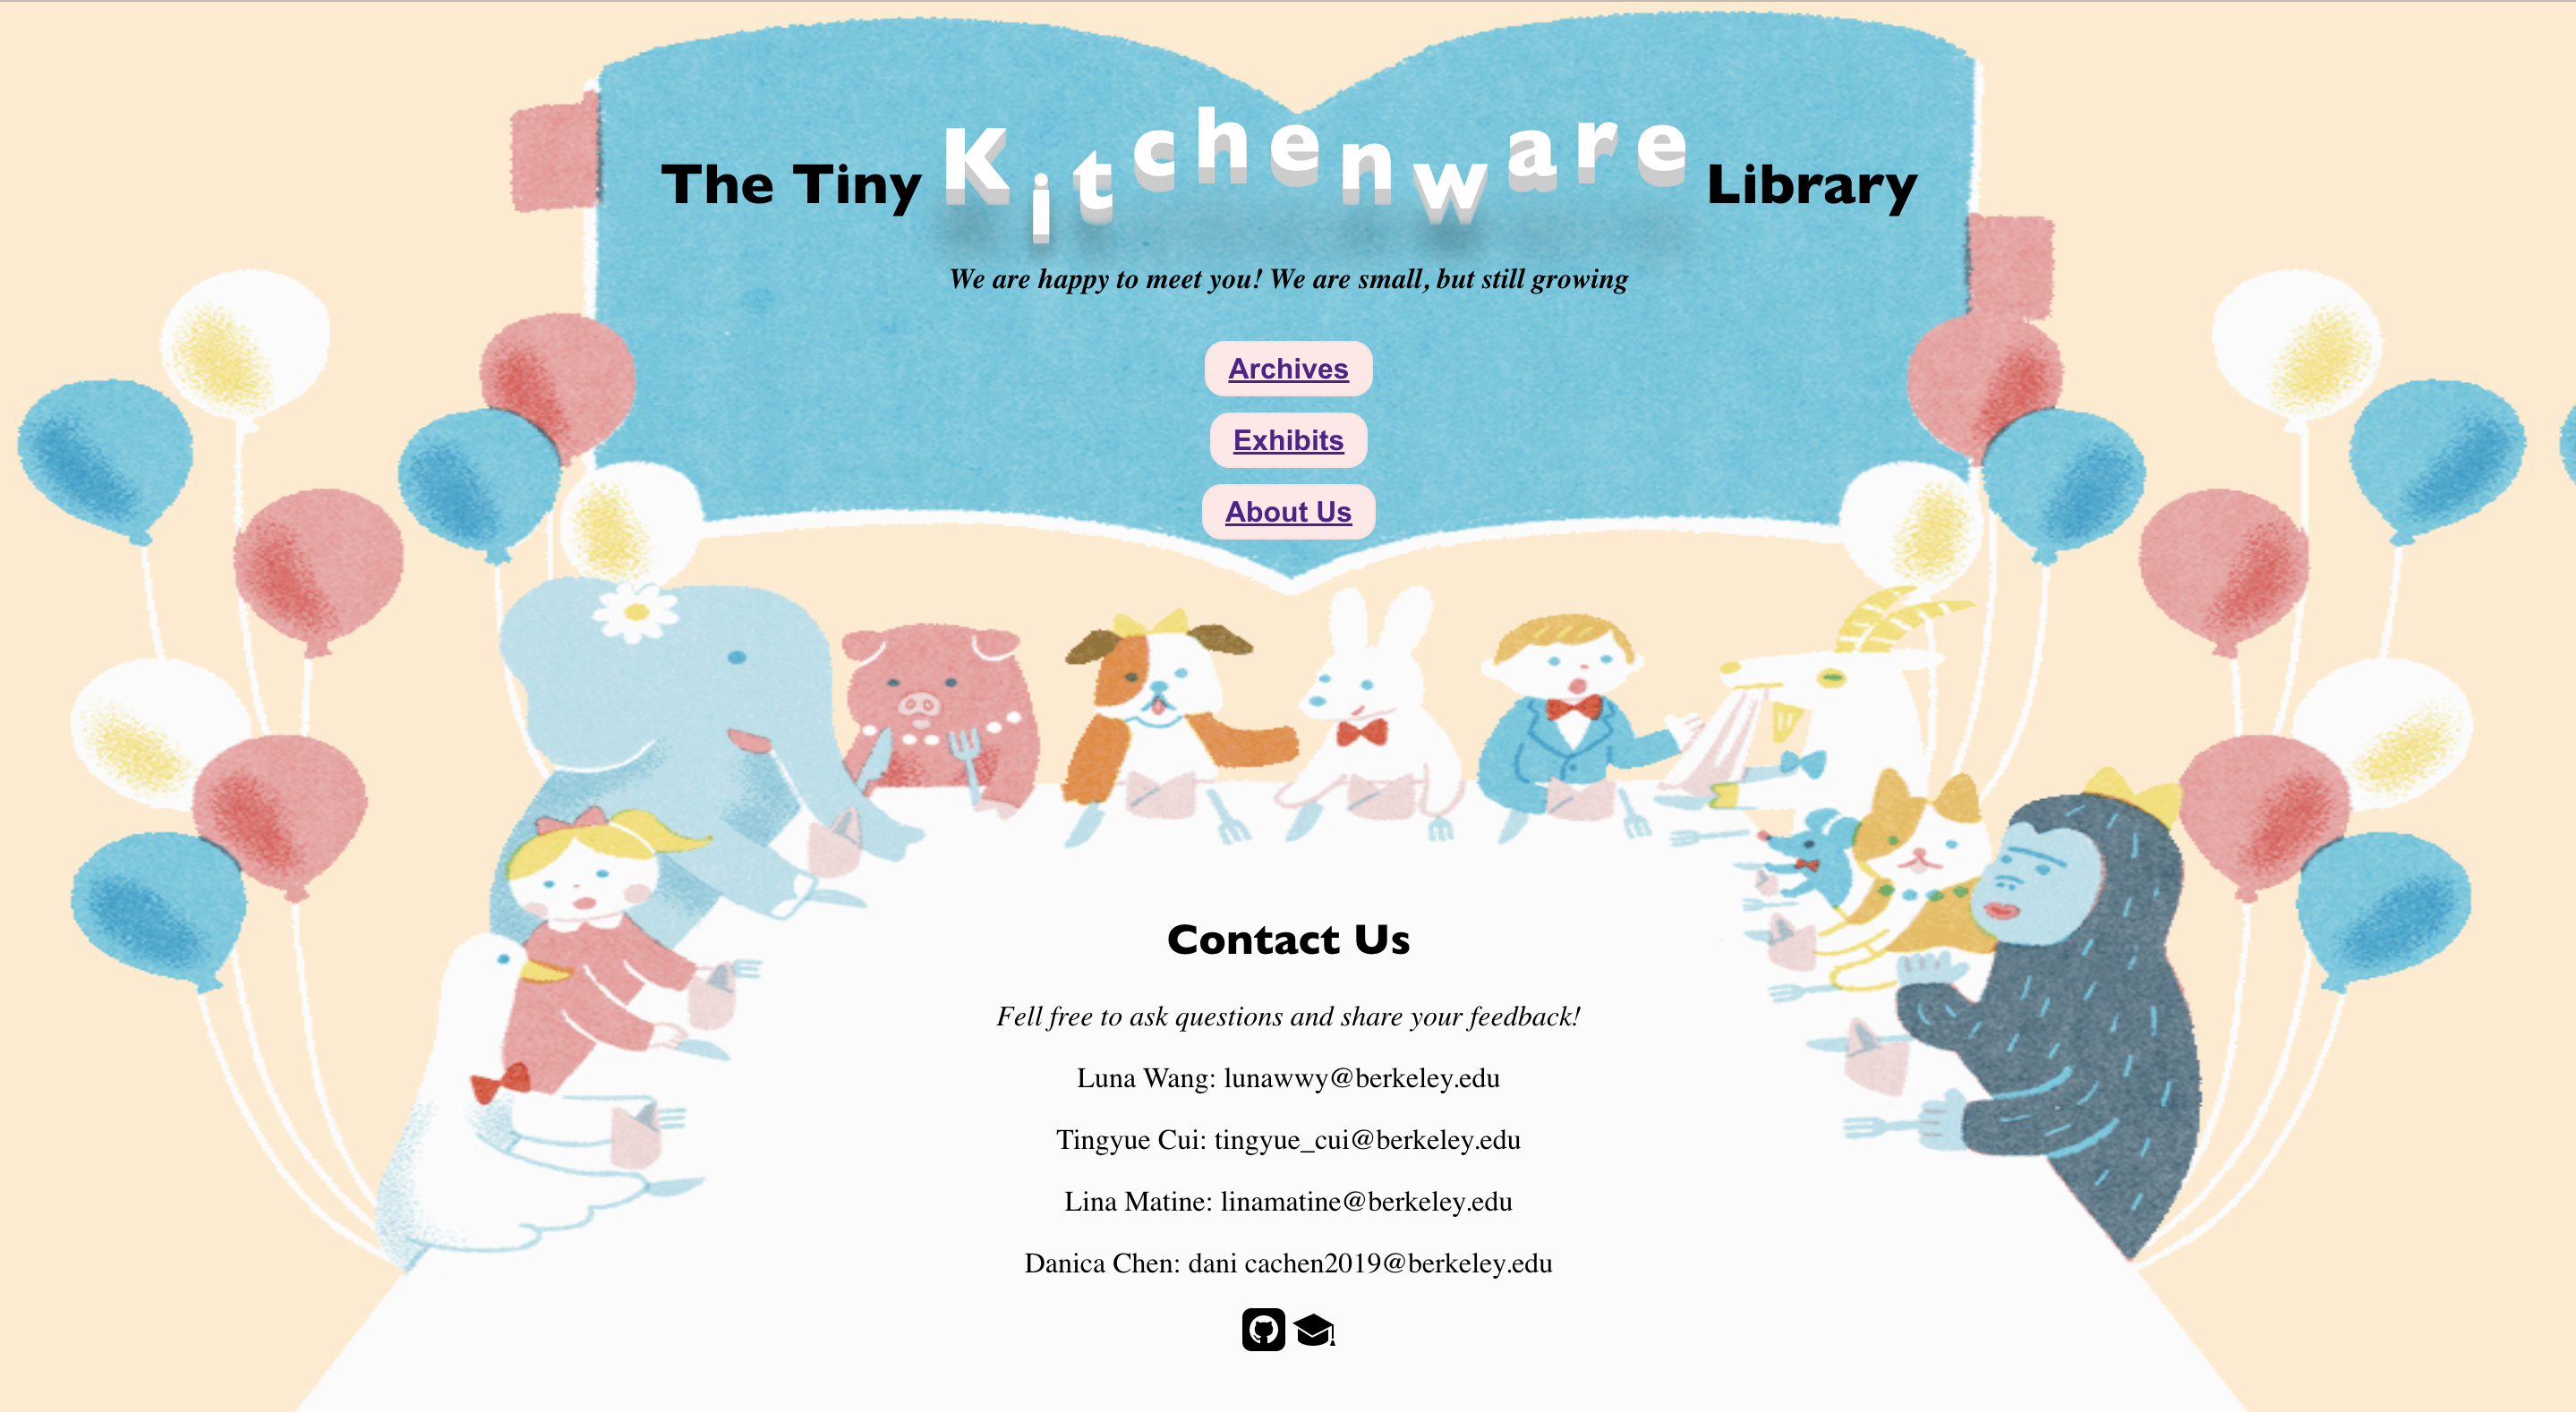 The Tiny Kitchenware Library
We are happy to meet you! We are small, but still growing
Archives
Exhibits
About Us
Contact Us
Fell free to ask questions and share your feedback!
Luna Wang: lunawwy@berkeley.edu
Tingyue Cui: tingyue_cui@berkeley.edu
Lina Matine: linamatine@berkeley.edu
Danica Chen: dani cachen2019@berkeley.edu